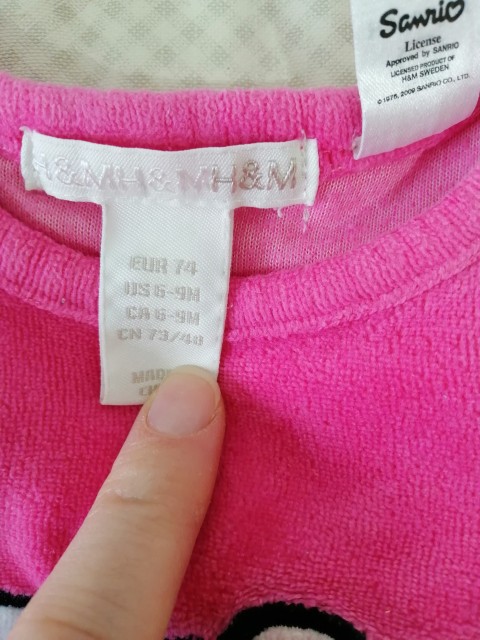 Sanrio
License
Approved by SANRIO
LICENSED PRODUCT OF
H&M SWEDEN
© 1976, 2009 SANRIO CO., LTD.
H&MH&MH&M
EUR 74
US 6-9M
CA 6-9M
CN 73/48